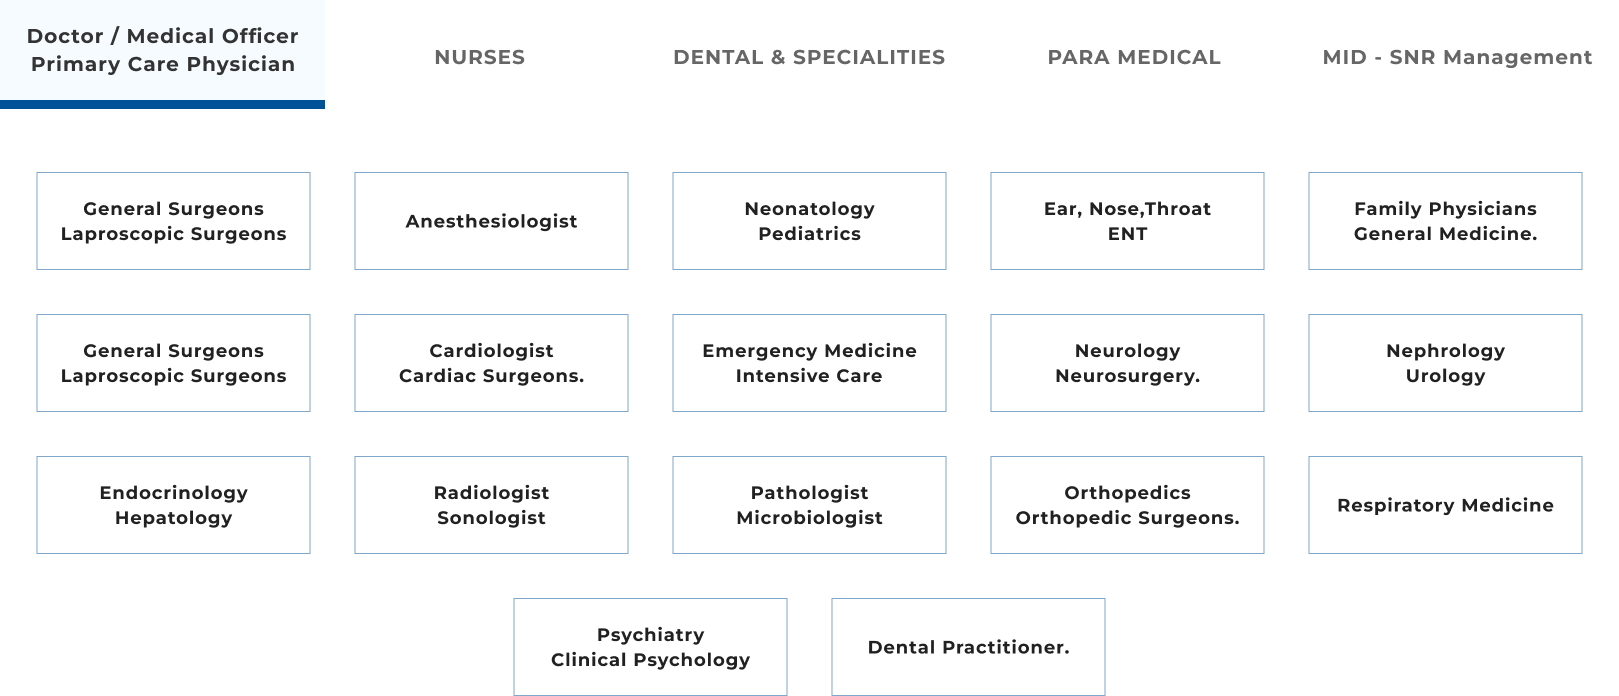 Doctor / Medical Officer
Primary Care Physician
NURSES
DENTAL & SPECIALITIES
PARA MEDICAL
MID - SNR Management
General Surgeons
Laproscopic Surgeons
Anesthesiologist
Neonatology
Pediatrics
Ear, Nose,Throat
ENT
Family Physicians
General Medicine.
General Surgeons
Laproscopic Surgeons
Cardiologist
Cardiac Surgeons.
Emergency Medicine
Intensive Care
Neurology
Neurosurgery.
Nephrology
Urology
Endocrinology
Hepatology
Radiologist
Sonologist
Pathologist
Microbiologist
Orthopedics
Orthopedic Surgeons.
Respiratory Medicine
Psychiatry
Clinical Psychology
Dental Practitioner.